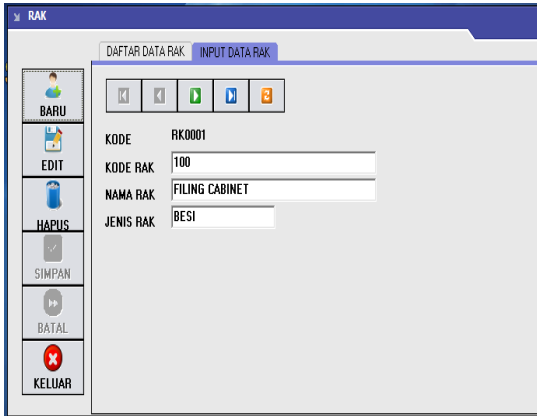 RAK
DAFTAR DATA RAK
INPUT DATA RAK
BARU
EDIT
HAPUS
SIMPAN
BATAL
KELUAR
KODE RK0001
KODE RAK 100
NAMA RAK FILING CABINET
JENIS RAK BESI